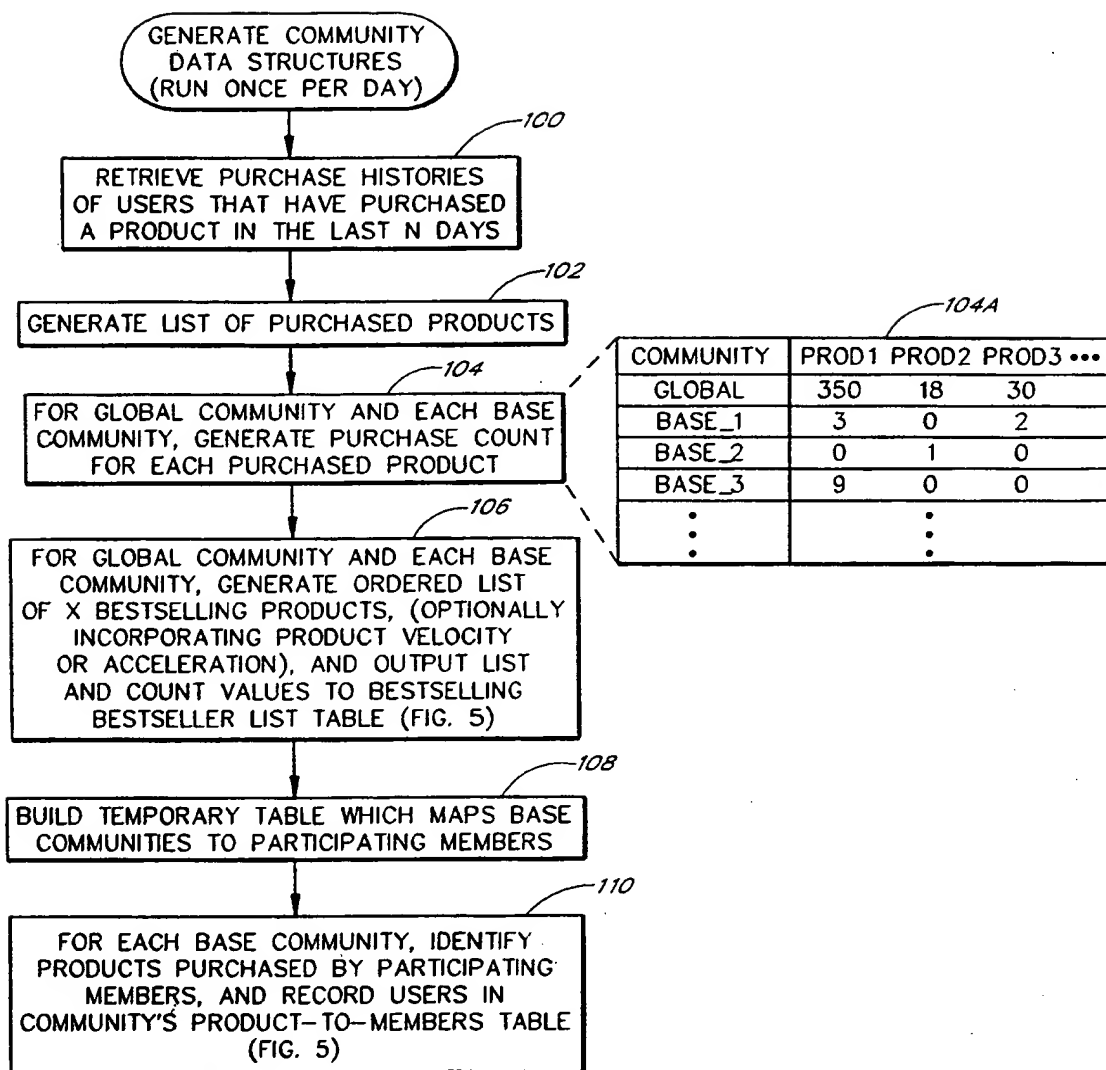 GENERATE COMMUNITY
DATA STRUCTURES
(RUN ONCE PER DAY)
100
RETRIEVE PURCHASE HISTORIES
OF USERS THAT HAVE PURCHASED
A PRODUCT IN THE LAST N DAYS
102
GENERATE LIST OF PURCHASED PRODUCTS
104
FOR GLOBAL COMMUNITY AND EACH BASE
COMMUNITY, GENERATE PURCHASE COUNT
FOR EACH PURCHASED PRODUCT
104A
COMMUNITY PROD1 PROD2 PROD3 •••
GLOBAL 350 18 30
BASE_1 3 0 2
BASE_2 0 1 0
BASE_3 9 0 0
106
FOR GLOBAL COMMUNITY AND EACH BASE
COMMUNITY, GENERATE ORDERED LIST
OF X BESTSELLING PRODUCTS, (OPTIONALLY
INCORPORATING PRODUCT VELOCITY
OR ACCELERATION), AND OUTPUT LIST
AND COUNT VALUES TO BESTSELLING
BESTSELLER LIST TABLE (FIG. 5)
108
BUILD TEMPORARY TABLE WHICH MAPS BASE
COMMUNITIES TO PARTICIPATING MEMBERS
110
FOR EACH BASE COMMUNITY, IDENTIFY
PRODUCTS PURCHASED BY PARTICIPATING
MEMBERS, AND RECORD USERS IN
COMMUNITY'S PRODUCT-TO-MEMBERS TABLE
(FIG. 5)